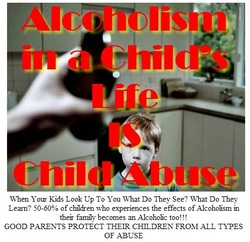 Alcoholism
in a Child's
Life
is
Child Abuse
When Your Kids Look Up To You What Do They See? What Do They
Learn? 50-60% of children who experiences the effects of Alcoholism in
their family becomes an Alcoholic too!!!
GOOD PARENTS PROTECT THEIR CHILDREN FROM ALL TYPES
OF ABUSE